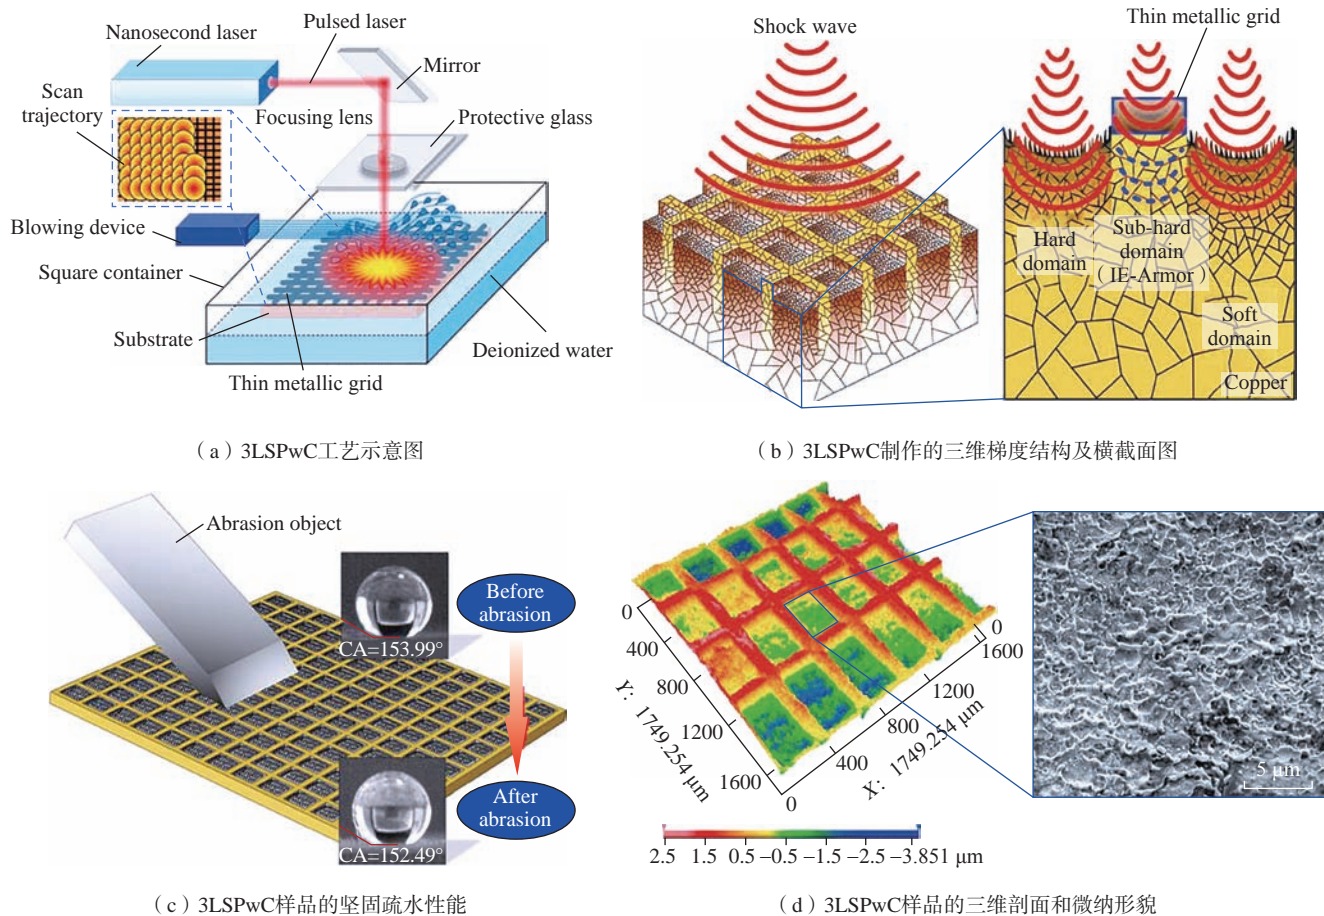 Nanosecond laser
Pulsed laser
Mirror
Scan
trajectory
Focusing lens
Protective glass
Blowing device
Square container
Substrate
Deionized water
Thin metallic grid
（a）3LSPwC工艺示意图
Thin metallic grid
Shock wave
Hard
domain
Sub-hard
domain
（IE-Armor）
Soft
domain
Copper
（b）3LSPwC制作的三维梯度结构及横截面图
Abrasion object
Before
abrasion
CA=153.99°
After
abrasion
CA=152.49°
（c）3LSPwC样品的坚固疏水性能
0
400
800
1200
1600
Y：1749.254 μm
0
400
800
1200
1600
0
X：1749.254 μm
2.5 1.5 0.5 −0.5 −1.5 −2.5 −3.851 μm
5 μm
（d）3LSPwC样品的三维剖面和微纳形貌